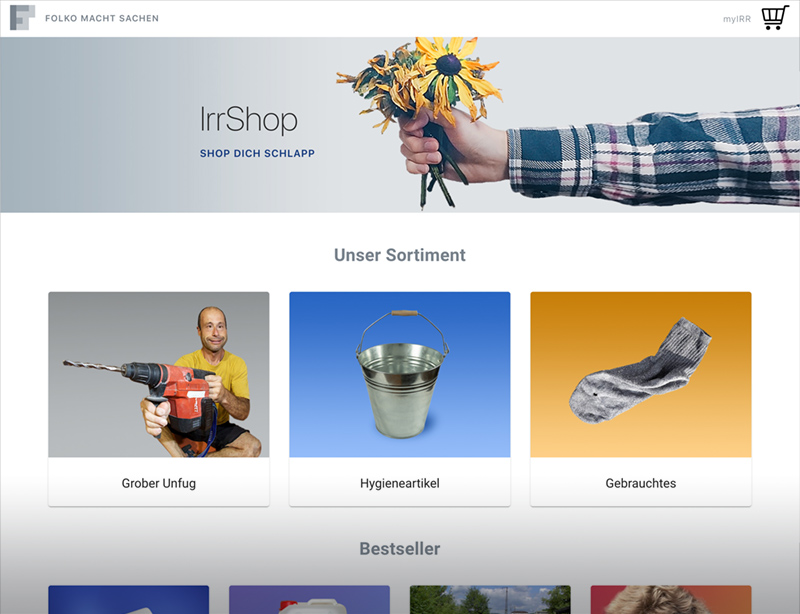 FOLKO MACHT SACHEN
myIRR
IrrShop
SHOP DICH SCHLAPP
Unser Sortiment
Grober Unfug
Hygieneartikel
Gebrauchtes
Bestseller